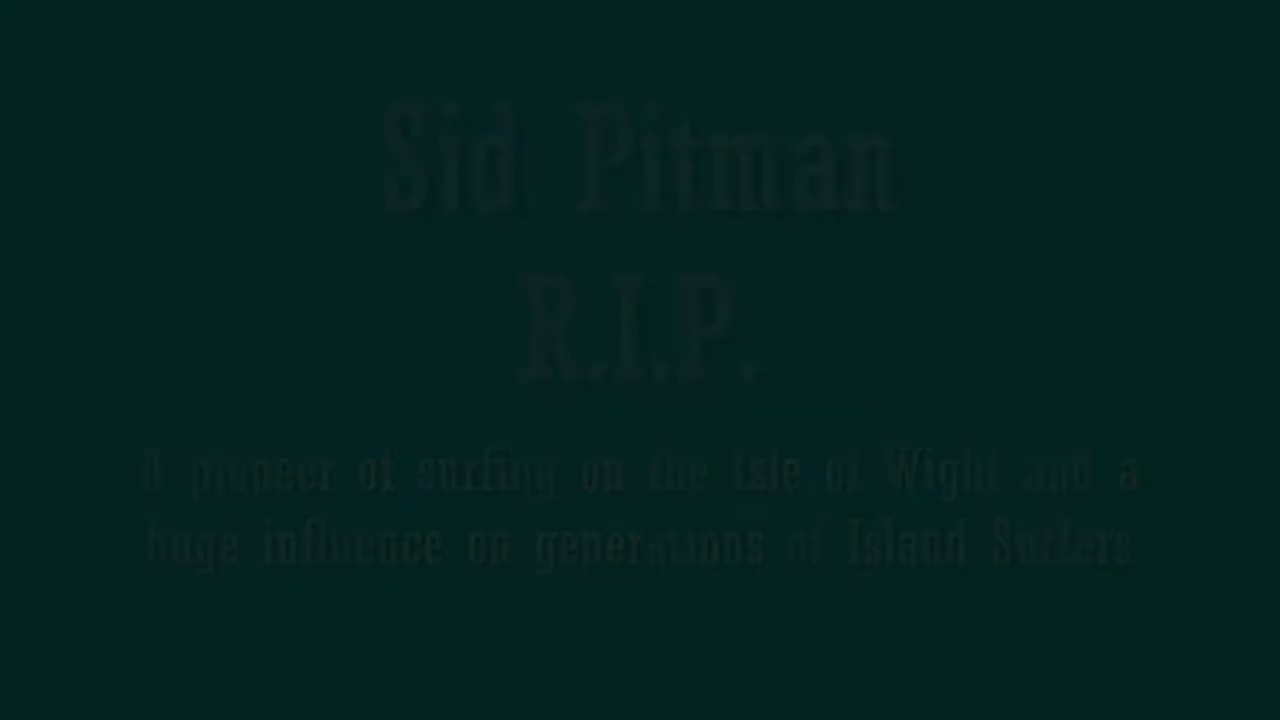 Sid Pitman
R.I.P.
A pioneer of surfing on the Isle of Wight and a
huge influence on generations of Island Surfers